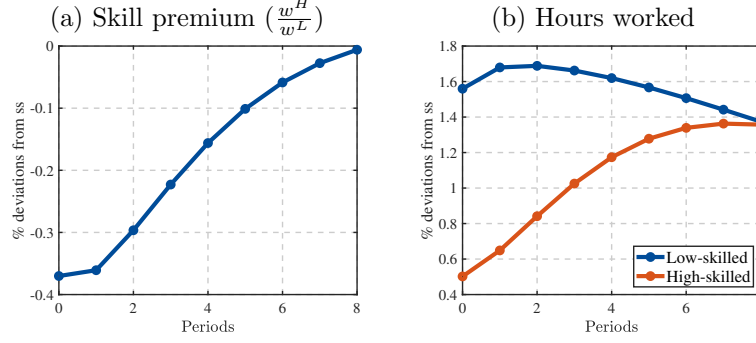 (a) Skill premium (w^H/w^L)
0
-0.1
-0.2
-0.3
-0.4
% deviations from ss
0 2 4 6 8
Periods
(b) Hours worked
1.8
1.6
1.4
1.2
1
0.8
0.6
0.4
% deviations from ss
Low-skilled
High-skilled
0 2 4 6
Periods